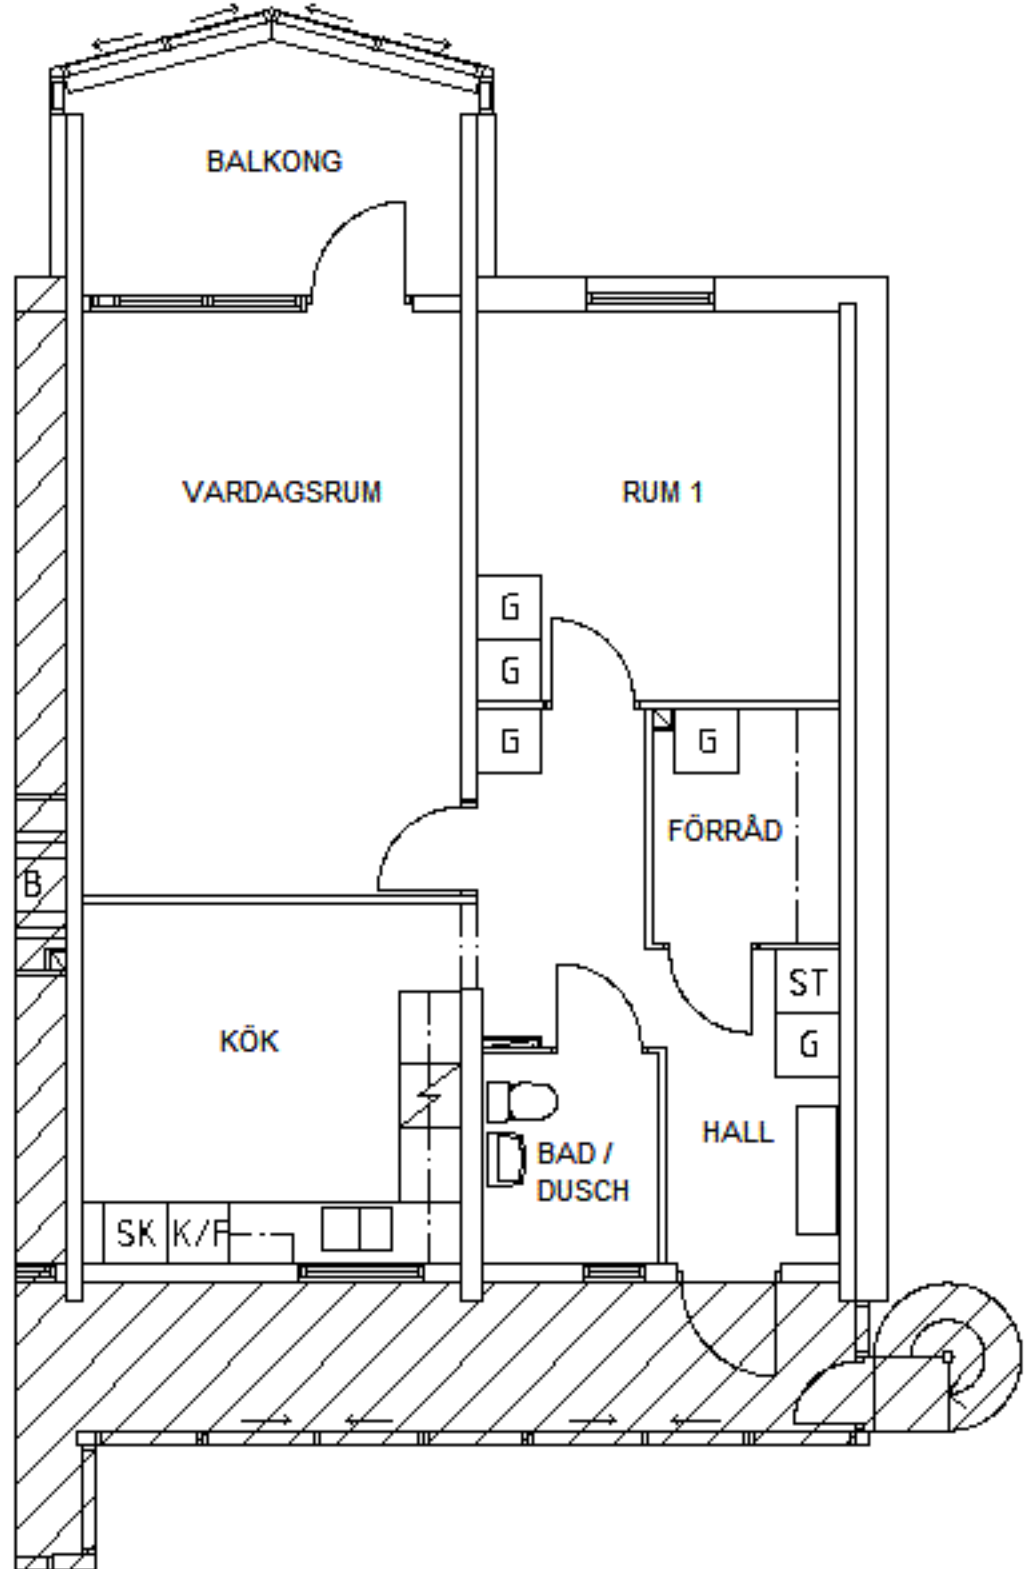 BALKONG
VARDAGSRUM
RUM 1
G
G
G
G
FÖRRÅD
B
ST
G
KÖK
HALL
BAD /
DUSCH
SK
K/F